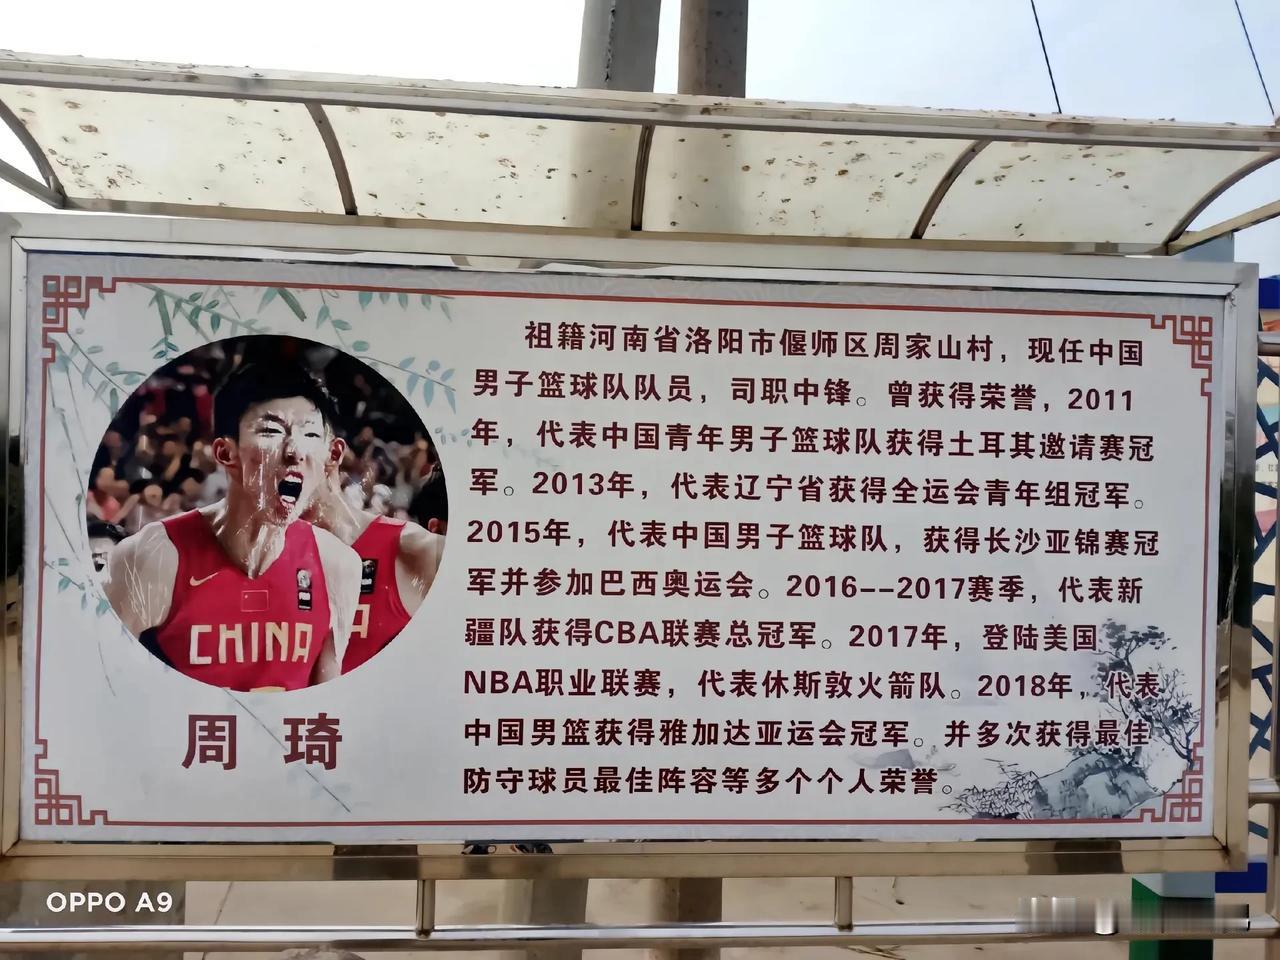 祖籍河南省洛阳市偃师区周家山村，现任中国
男子篮球队队员，司职中锋。曾获得荣誉，2011
年，代表中国青年男子篮球队获得土耳其邀请赛冠
军。2013年，代表辽宁省获得全运会青年组冠军。
2015年，代表中国男子篮球队，获得长沙亚锦赛冠
军并参加巴西奥运会。2016--2017赛季，代表新
疆队获得CBA联赛总冠军。2017年，登陆美国
NBA职业联赛，代表休斯敦火箭队。2018年，代表
中国男篮获得雅加达亚运会冠军。并多次获得最佳
防守球员最佳阵容等多个个人荣誉。
CHINA
A
周 琦
OPPO A9